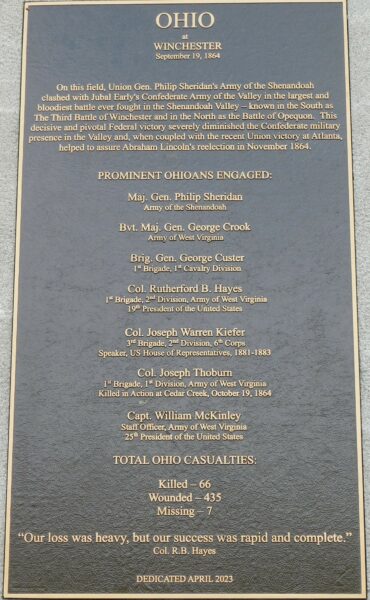 OHIO
at
WINCHESTER
September 19, 1864
On this field, Union Gen. Philip Sheridan's Army of the Shenandoah
clashed with Jubal Early's Confederate Army of the Valley in the largest and
bloodiest battle ever fought in the Shenandoah Valley – known in the South as
The Third Battle of Winchester and in the North as the Battle of Opequon. This
decisive and pivotal Federal victory severely diminished the Confederate military
presence in the Valley and, when coupled with the recent Union victory at Atlanta,
helped to assure Abraham Lincoln's reelection in November 1864.
PROMINENT OHIOANS ENGAGED:
Maj. Gen. Philip Sheridan
Army of the Shenandoah
Bvt. Maj. Gen. George Crook
Army of West Virginia
Brig. Gen. George Custer
1st Brigade, 1st Cavalry Division
Col. Rutherford B. Hayes
1st Brigade, 2nd Division, Army of West Virginia
19th President of the United States
Col. Joseph Warren Kiefer
3rd Brigade, 2nd Division, 6th Corps
Speaker, US House of Representatives, 1881-1883
Col. Joseph Thoburn
1st Brigade, 1st Division, Army of West Virginia
Killed in Action at Cedar Creek, October 19, 1864
Capt. William McKinley
Staff Officer, Army of West Virginia
25th President of the United States
TOTAL OHIO CASUALTIES:
Killed – 66
Wounded – 435
Missing – 7
“Our loss was heavy, but our success was rapid and complete.”
Col. R.B. Hayes
DEDICATED APRIL 2023